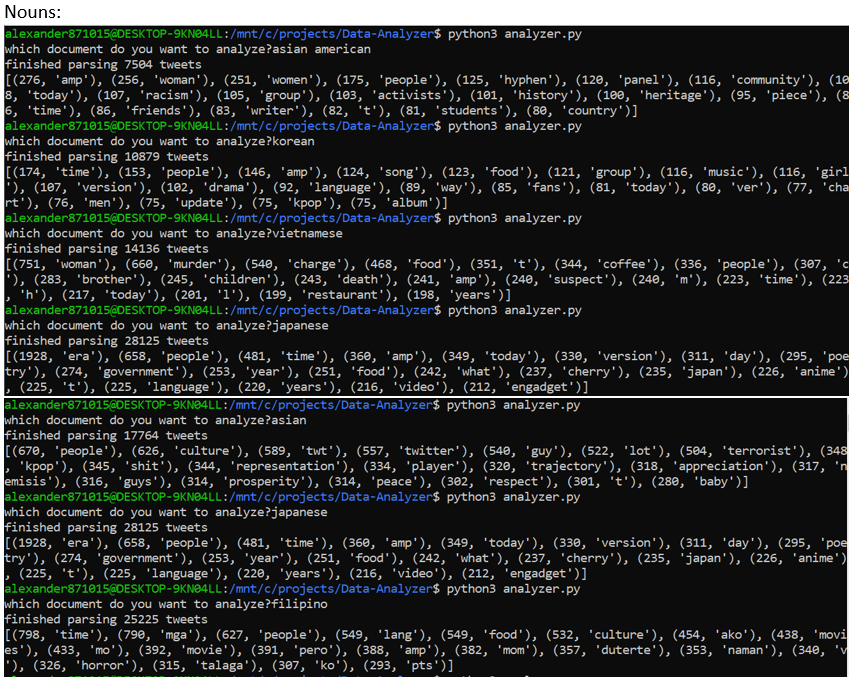 Nouns:
alexander871015@DESKTOP-9KN04LL:/mnt/c/projects/Data-Analyzer$ python3 analyzer.py
which document do you want to analyze?asian american
finished parsing 7504 tweets
[(276, 'amp'), (256, 'woman'), (251, 'women'), (175, 'people'), (125, 'hyphen'), (120, 'panel'), (116, 'community'), (10
8, 'today'), (107, 'racism'), (105, 'group'), (103, 'activists'), (101, 'history'), (100, 'heritage'), (95, 'piece'), (8
6, 'time'), (86, 'friends'), (83, 'writer'), (82, 't'), (81, 'students'), (80, 'country')]
alexander871015@DESKTOP-9KN04LL:/mnt/c/projects/Data-Analyzer$ python3 analyzer.py
which document do you want to analyze?korean
finished parsing 10879 tweets
[(174, 'time'), (153, 'people'), (146, 'amp'), (124, 'song'), (123, 'food'), (121, 'group'), (116, 'music'), (116, 'girl
'), (107, 'version'), (102, 'drama'), (92, 'language'), (89, 'way'), (85, 'fans'), (81, 'today'), (80, 'ver'), (77, 'cha
rt'), (76, 'men'), (75, 'update'), (75, 'kpop'), (75, 'album')]
alexander871015@DESKTOP-9KN04LL:/mnt/c/projects/Data-Analyzer$ python3 analyzer.py
which document do you want to analyze?vietnamese
finished parsing 14136 tweets
[(751, 'woman'), (660, 'murder'), (540, 'charge'), (468, 'food'), (351, 't'), (344, 'coffee'), (336, 'people'), (307, 'c
'), (283, 'brother'), (245, 'children'), (243, 'death'), (241, 'amp'), (240, 'suspect'), (240, 'm'), (223, 'time'), (223
, 'h'), (217, 'today'), (201, 'l'), (199, 'restaurant'), (198, 'years')]
alexander871015@DESKTOP-9KN04LL:/mnt/c/projects/Data-Analyzer$ python3 analyzer.py
which document do you want to analyze?japanese
finished parsing 28125 tweets
[(1928, 'era'), (658, 'people'), (481, 'time'), (360, 'amp'), (349, 'today'), (330, 'version'), (311, 'day'), (295, 'poe
try'), (274, 'government'), (253, 'year'), (251, 'food'), (242, 'what'), (237, 'cherry'), (235, 'japan'), (226, 'anime')
, (225, 't'), (225, 'language'), (220, 'years'), (216, 'video'), (212, 'engadget')]
alexander871015@DESKTOP-9KN04LL:/mnt/c/projects/Data-Analyzer$ python3 analyzer.py
which document do you want to analyze?asian
finished parsing 17764 tweets
[(670, 'people'), (626, 'culture'), (589, 'twt'), (557, 'twitter'), (540, 'guy'), (522, 'lot'), (504, 'terrorist'), (348
, 'kpop'), (345, 'shit'), (344, 'representation'), (334, 'player'), (320, 'trajectory'), (318, 'appreciation'), (317, 'n
emisis'), (316, 'guys'), (314, 'prosperity'), (314, 'peace'), (302, 'respect'), (301, 't'), (280, 'baby')]
alexander871015@DESKTOP-9KN04LL:/mnt/c/projects/Data-Analyzer$ python3 analyzer.py
which document do you want to analyze?japanese
finished parsing 28125 tweets
[(1928, 'era'), (658, 'people'), (481, 'time'), (360, 'amp'), (349, 'today'), (330, 'version'), (311, 'day'), (295, 'poe
try'), (274, 'government'), (253, 'year'), (251, 'food'), (242, 'what'), (237, 'cherry'), (235, 'japan'), (226, 'anime')
, (225, 't'), (225, 'language'), (220, 'years'), (216, 'video'), (212, 'engadget')]
alexander871015@DESKTOP-9KN04LL:/mnt/c/projects/Data-Analyzer$ python3 analyzer.py
which document do you want to analyze?filipino
finished parsing 25225 tweets
[(798, 'time'), (790, 'mga'), (627, 'people'), (549, 'lang'), (549, 'food'), (532, 'culture'), (454, 'ako'), (438, 'movi
es'), (433, 'mo'), (392, 'movie'), (391, 'pero'), (388, 'amp'), (382, 'mom'), (357, 'duterte'), (353, 'naman'), (340, 'v
'), (326, 'horror'), (315, 'talaga'), (307, 'ko'), (293, 'pts')]